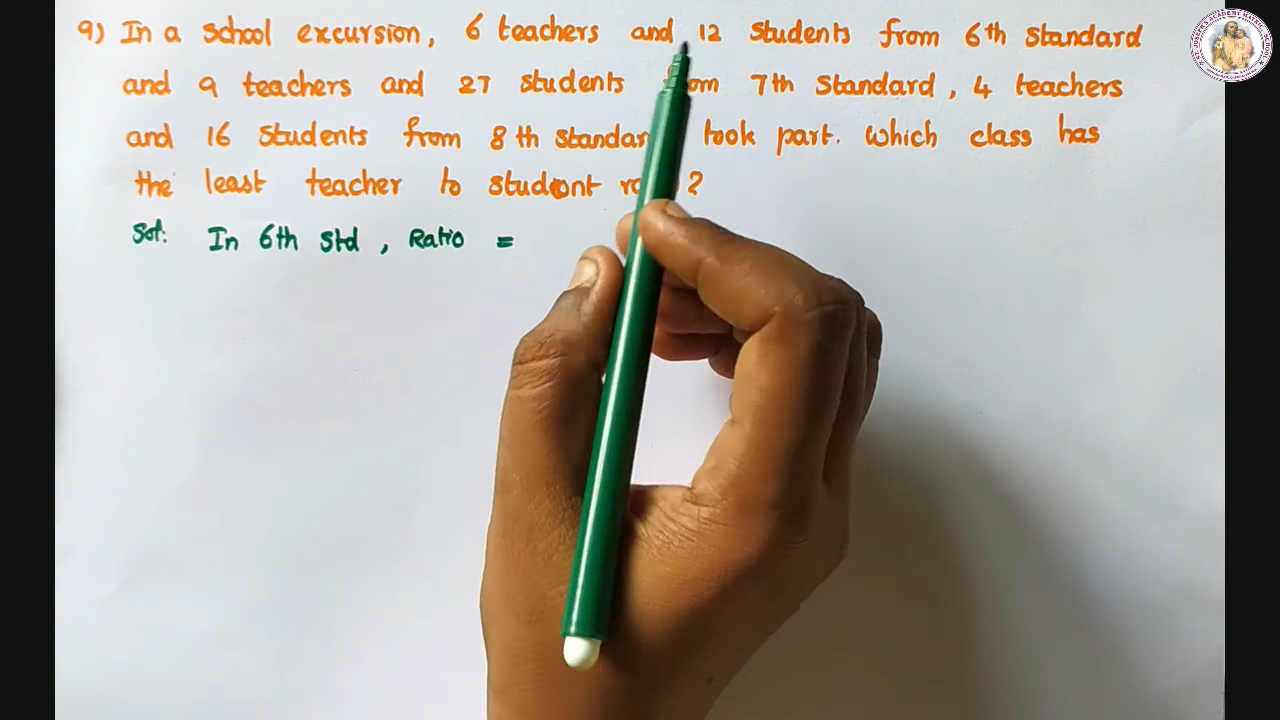 9) In a school excursion, 6 teachers and 12 students from 6th standard
and 9 teachers and 27 students om 7th standard, 4 teachers
and 16 students from 8th standar took part. Which class has
the least teacher to student r ?
Sol: In 6th Std, Ratio =